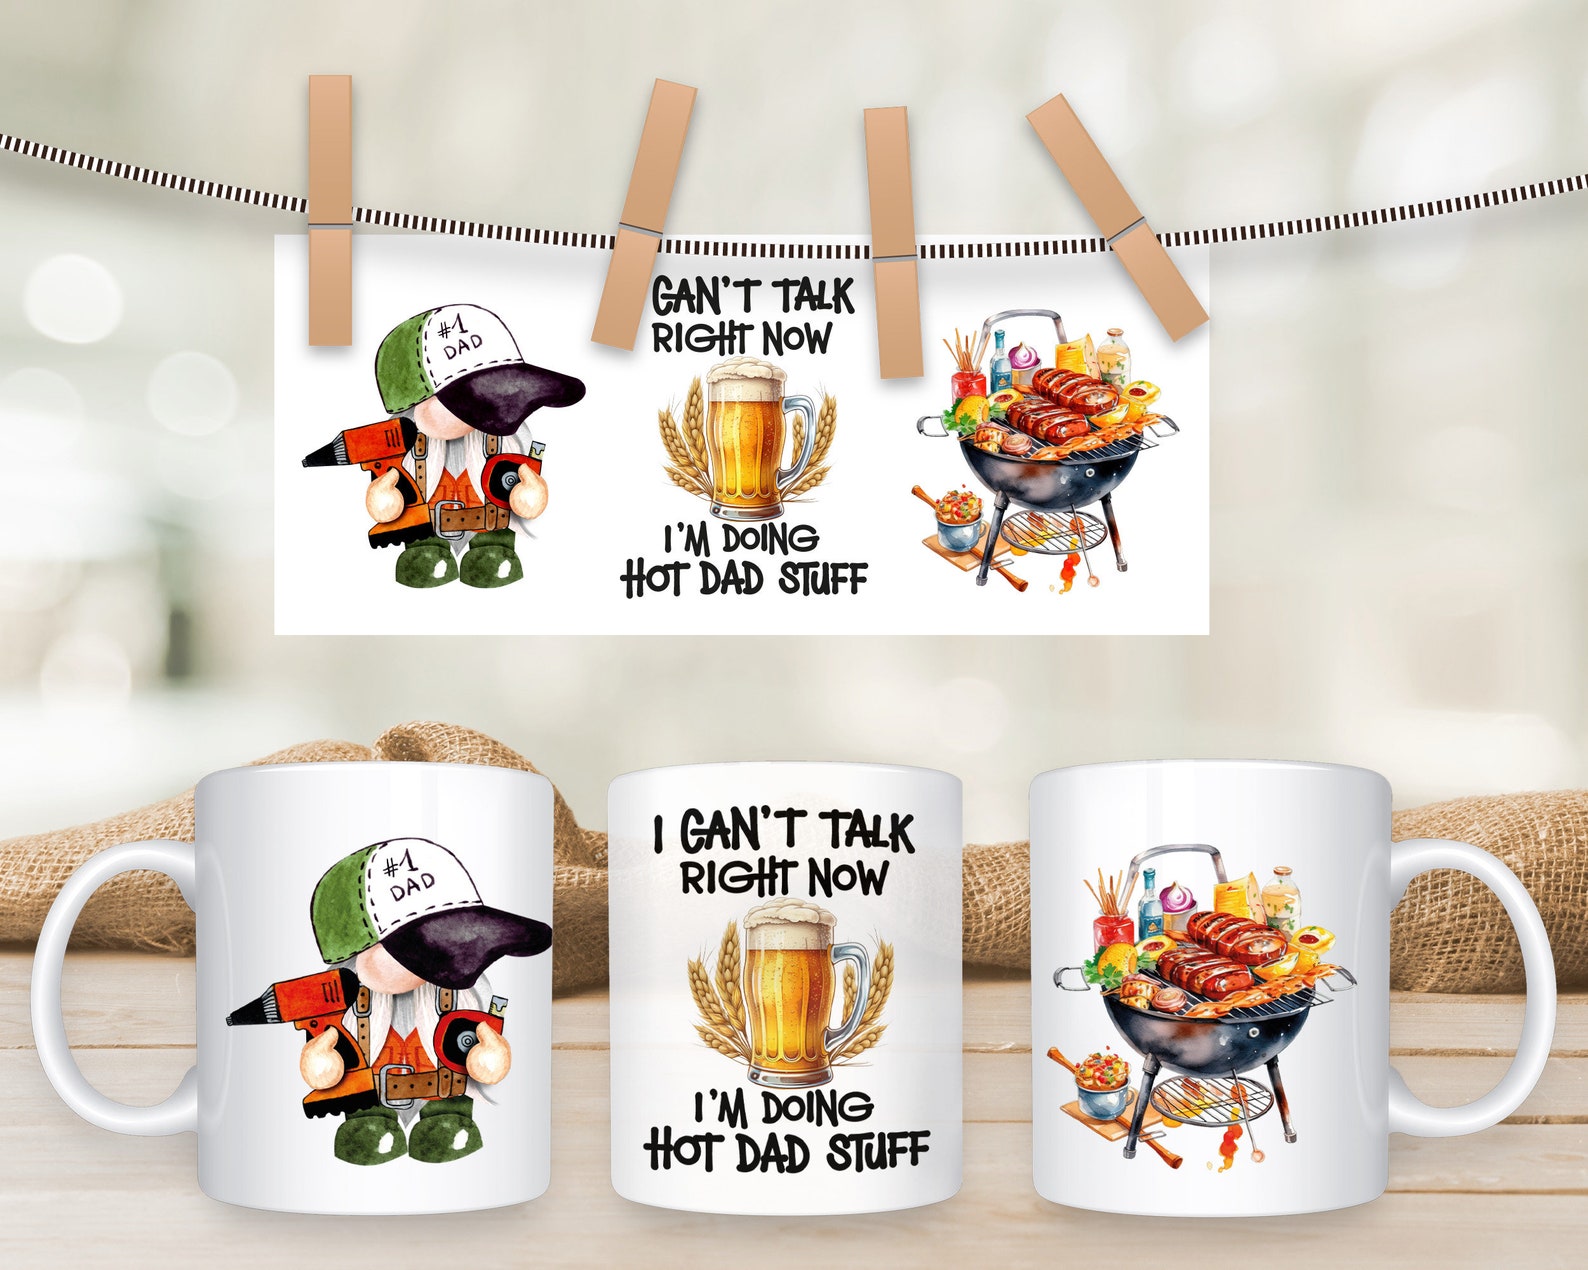 #1
DAD
CAN'T TALK
RIGHT NOW
I'M DOING
HOT DAD STUFF
#1
DAD
I CAN'T TALK
RIGHT NOW
I'M DOING
HOT DAD STUFF